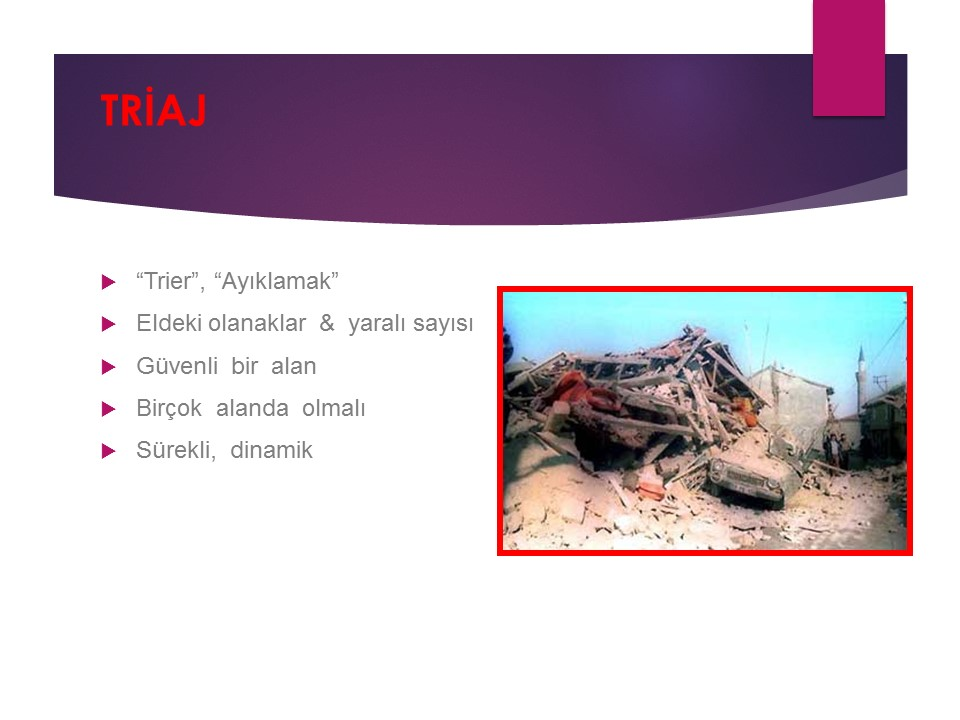 TRİAJ
“Trier”, “Ayıklamak”
Eldeki olanaklar & yaralı sayısı
Güvenli bir alan
Birçok alanda olmalı
Sürekli, dinamik